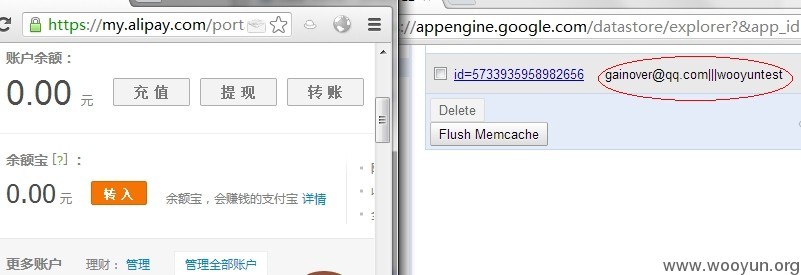 https://my.alipay.com/port
账户余额：
0.00 元 充 值 提 现 转 账
余额宝 [?]：
0.00 元 转 入 余额宝，会赚钱的支付宝 详情
更多账户 理财： 管理 管理全部账户
//appengine.google.com/datastore/explorer?&app_id
id=5733935958982656 gainover@qq.com|||wooyuntest
Delete
Flush Memcache
www.wooyun.org